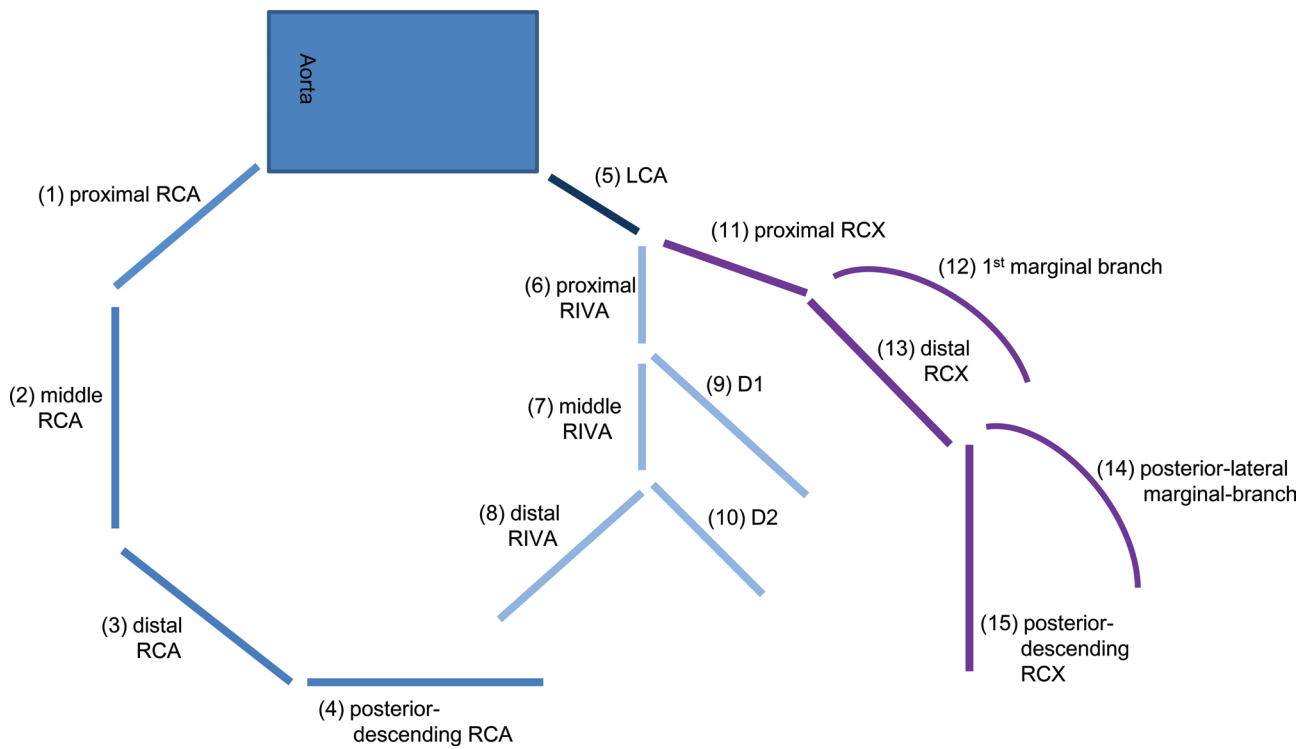 Aorta
(1) proximal RCA
(5) LCA
(11) proximal RCX
(12) 1st marginal branch
(6) proximal
RIVA
(13) distal
RCX
(2) middle
RCA
(7) middle
RIVA
(9) D1
(14) posterior-lateral
marginal-branch
(8) distal
RIVA
(10) D2
(3) distal
RCA
(15) posterior-
descending
RCX
(4) posterior-
descending RCA